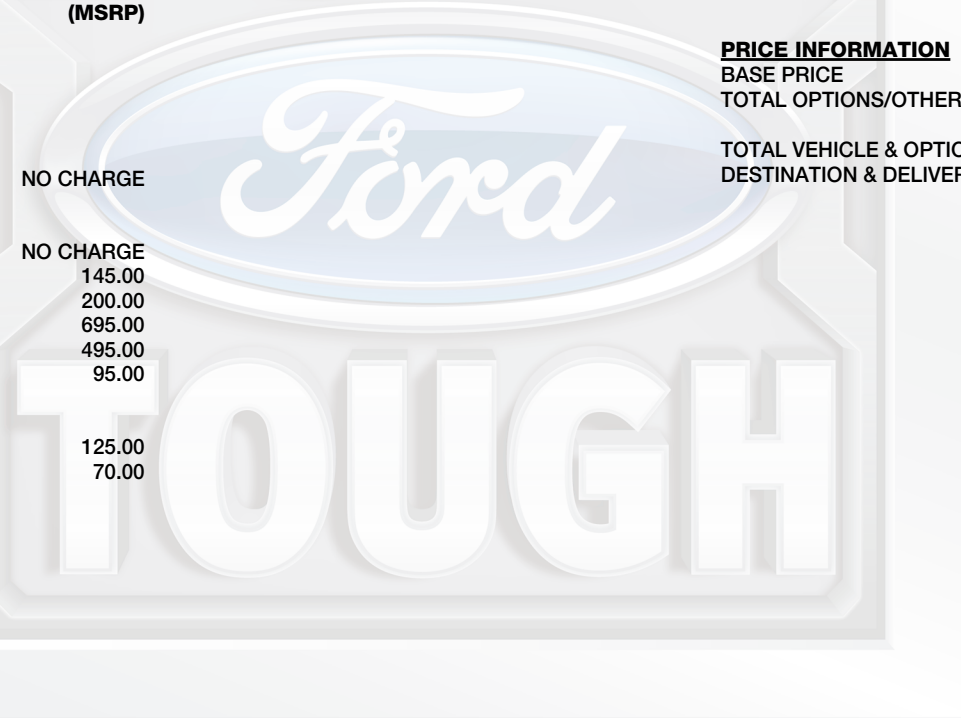 (MSRP)
PRICE INFORMATION
BASE PRICE
TOTAL OPTIONS/OTHER
TOTAL VEHICLE & OPTIO
DESTINATION & DELIVER
NO CHARGE
NO CHARGE
145.00
200.00
695.00
495.00
95.00
125.00
70.00
Ford
TOUGH